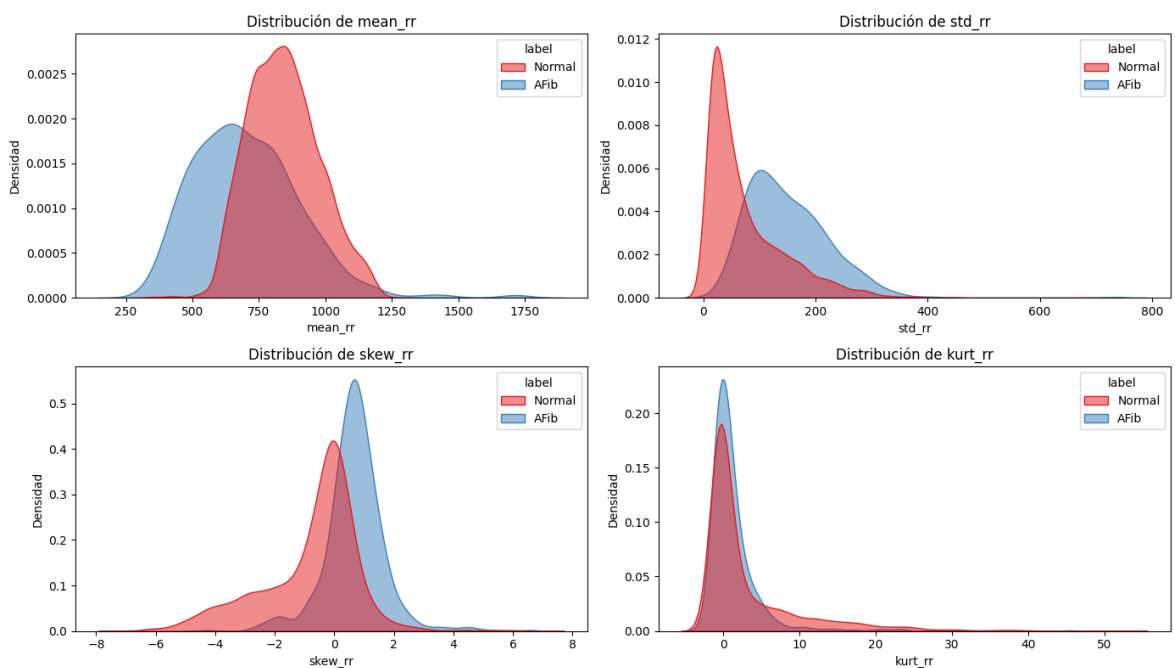 Distribución de mean_rr
label
Normal
AFib
Densidad
0.0025
0.0020
0.0015
0.0010
0.0005
0.0000
250 500 750 1000 1250 1500 1750
mean_rr
Distribución de std_rr
label
Normal
AFib
Densidad
0.012
0.010
0.008
0.006
0.004
0.002
0.000
0 200 400 600 800
std_rr
Distribución de skew_rr
label
Normal
AFib
Densidad
0.5
0.4
0.3
0.2
0.1
0.0
−8 −6 −4 −2 0 2 4 6 8
skew_rr
Distribución de kurt_rr
label
Normal
AFib
Densidad
0.20
0.15
0.10
0.05
0.00
0 10 20 30 40 50
kurt_rr